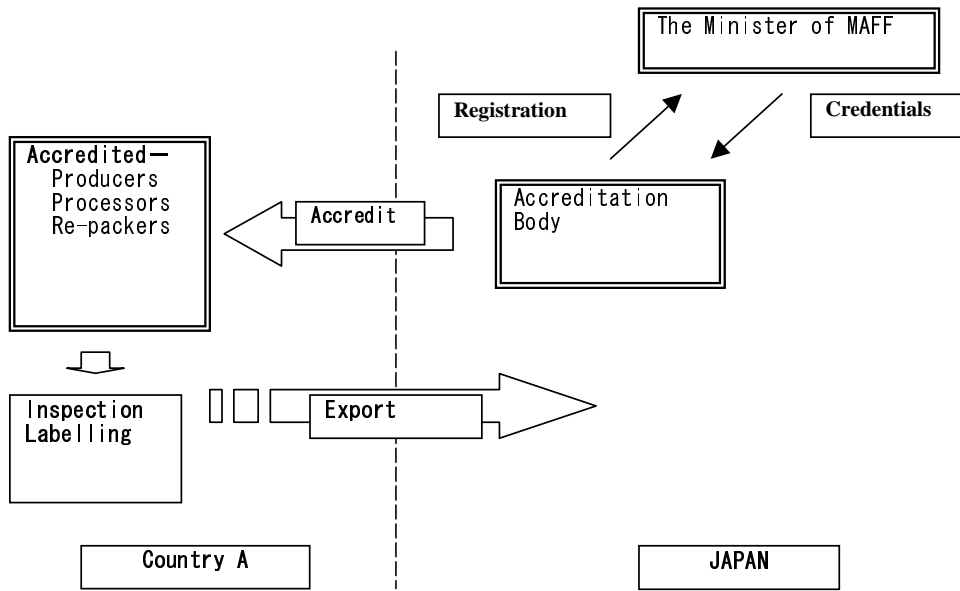 The Minister of MAFF
Registration
Credentials
Accredited—
Producers
Processors
Re-packers
Accredit
Accreditation
Body
Inspection
Labelling
Export
Country A
JAPAN